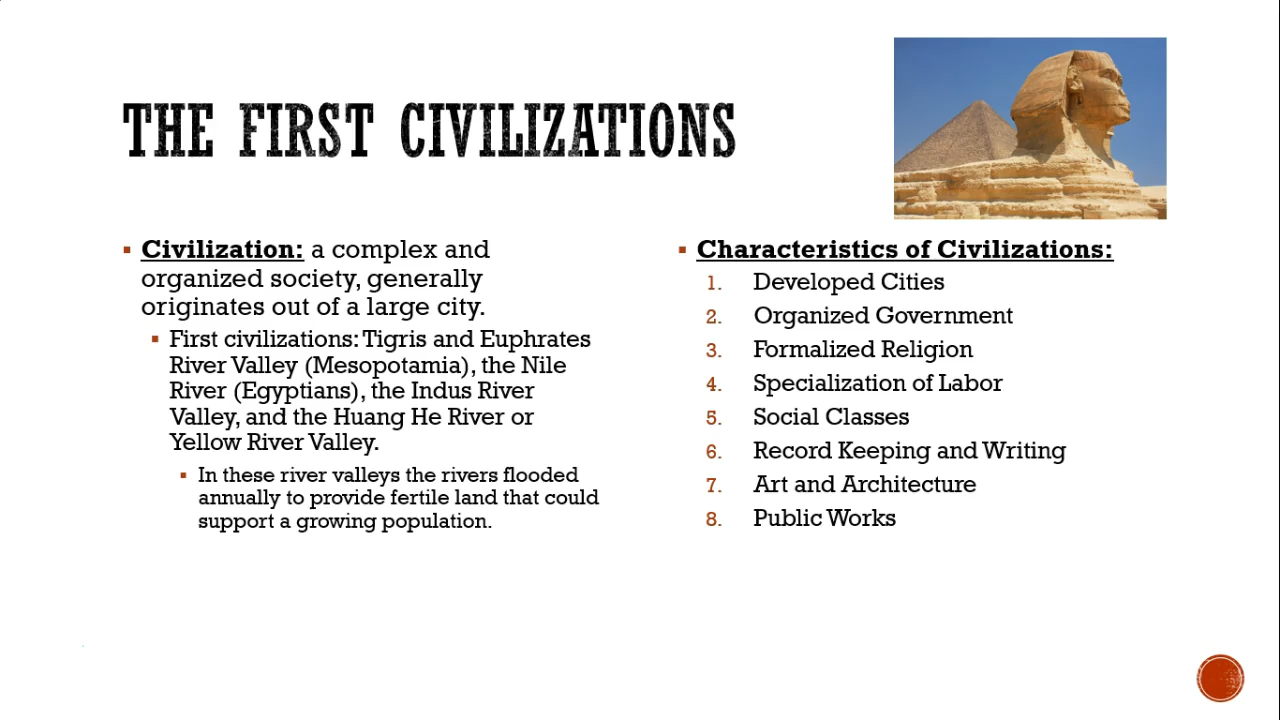 THE FIRST CIVILIZATIONS
▪ Civilization: a complex and
organized society, generally
originates out of a large city.
▪ First civilizations: Tigris and Euphrates
River Valley (Mesopotamia), the Nile
River (Egyptians), the Indus River
Valley, and the Huang He River or
Yellow River Valley.
▪ In these river valleys the rivers flooded
annually to provide fertile land that could
support a growing population.
▪ Characteristics of Civilizations:
1. Developed Cities
2. Organized Government
3. Formalized Religion
4. Specialization of Labor
5. Social Classes
6. Record Keeping and Writing
7. Art and Architecture
8. Public Works